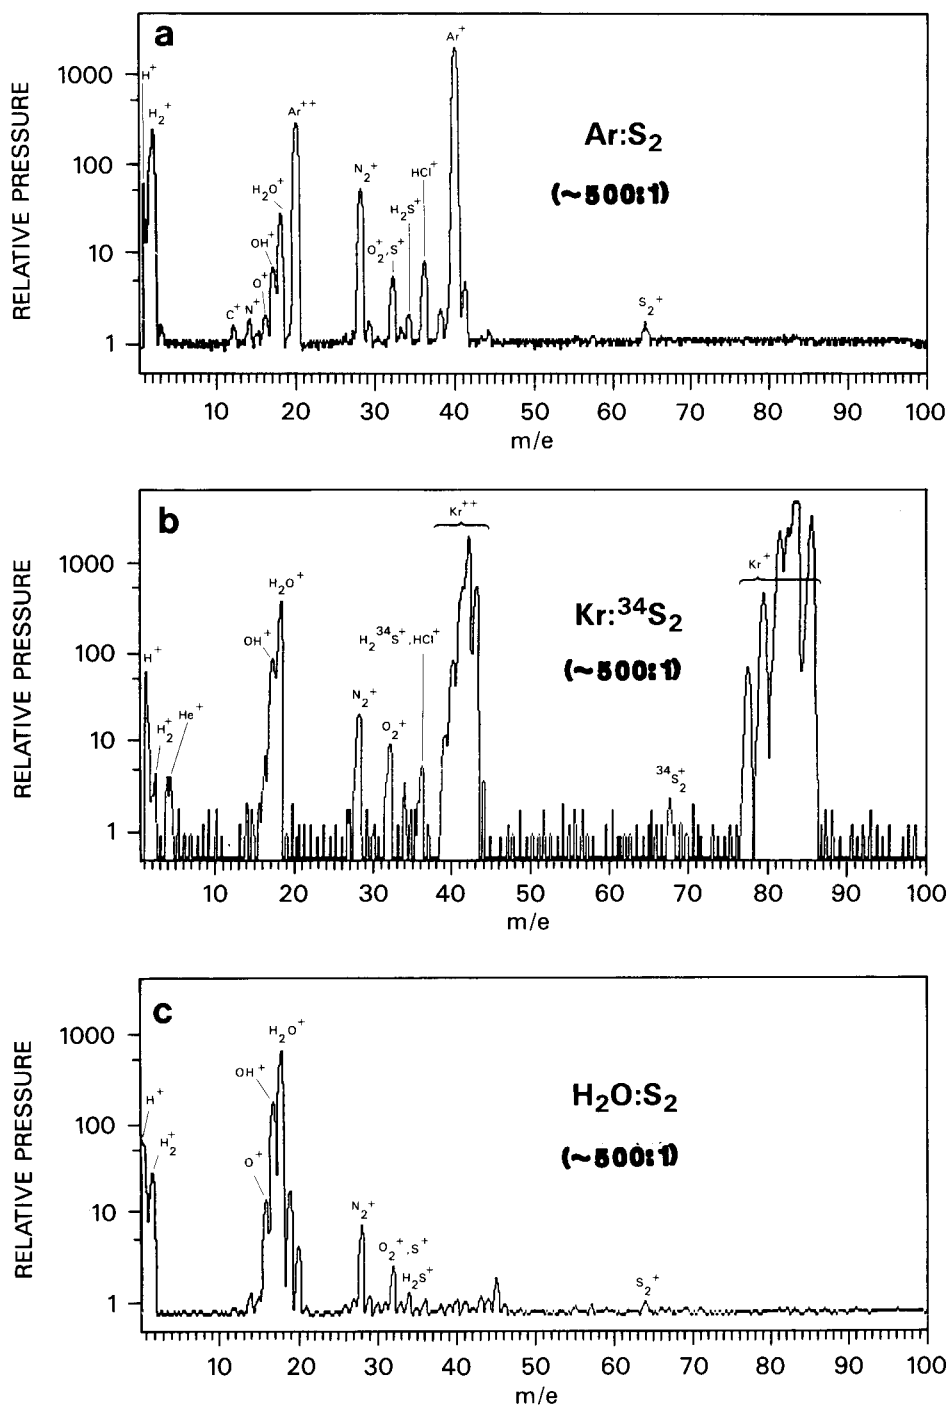 a
RELATIVE PRESSURE
1000
100
10
1
H⁺
H₂⁺
C⁺
N⁺
O⁺
OH⁺
H₂O⁺
Ar⁺⁺
N₂⁺
O₂⁺,S⁺
H₂S⁺
HCl⁺
Ar⁺
S₂⁺
Ar:S₂
(~500:1)
10 20 30 40 50 60 70 80 90 100
m/e
b
RELATIVE PRESSURE
1000
100
10
1
H⁺
H₂⁺
He⁺
OH⁺
H₂O⁺
N₂⁺
O₂⁺
H₂³⁴S⁺,HCl⁺
Kr⁺⁺
³⁴S₂⁺
Kr⁺
Kr:³⁴S₂
(~500:1)
10 20 30 40 50 60 70 80 90 100
m/e
c
RELATIVE PRESSURE
1000
100
10
1
H⁺
H₂⁺
O⁺
OH⁺
H₂O⁺
N₂⁺
O₂⁺,S⁺
H₂S⁺
S₂⁺
H₂O:S₂
(~500:1)
10 20 30 40 50 60 70 80 90 100
m/e